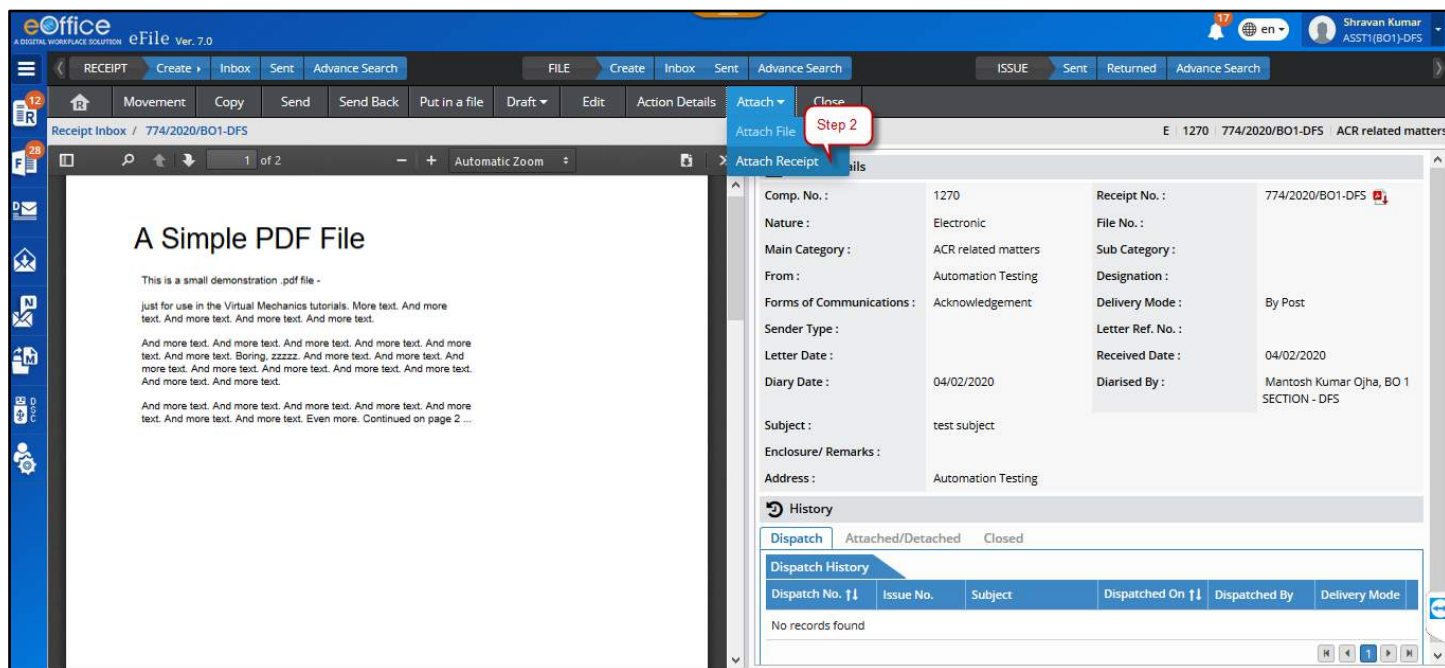 eOffice
A DIGITAL WORKPLACE SOLUTION eFile Ver. 7.0
17 en Shravan Kumar
ASST1(BO1)-DFS
RECEIPT Create Inbox Sent Advance Search FILE Create Inbox Sent Advance Search ISSUE Sent Returned Advance Search
12 R
R Movement Copy Send Send Back Put in a file Draft Edit Action Details Attach Close
Receipt Inbox / 774/2020/BO1-DFS Attach File Step 2 E 1270 774/2020/BO1-DFS ACR related matters
28 F
1 of 2 Automatic Zoom Attach Receipt ails
D
Comp. No. : 1270 Receipt No. : 774/2020/BO1-DFS
Nature : Electronic File No. :
A Simple PDF File
Main Category : ACR related matters Sub Category :
This is a small demonstration .pdf file -
From : Automation Testing Designation :
just for use in the Virtual Mechanics tutorials. More text. And more
text. And more text. And more text. And more text.
Forms of Communications : Acknowledgement Delivery Mode : By Post
N
Sender Type : Letter Ref. No. :
And more text. And more text. And more text. And more text. And more
text. And more text. Boring, zzzzz. And more text. And more text. And
more text. And more text. And more text. And more text. And more text.
And more text. And more text.
Letter Date : Received Date : 04/02/2020
M
Diary Date : 04/02/2020 Diarised By : Mantosh Kumar Ojha, BO 1
SECTION - DFS
And more text. And more text. And more text. And more text. And more
text. And more text. And more text. Even more. Continued on page 2 ...
DSC
Subject : test subject
Enclosure/ Remarks :
Address : Automation Testing
History
Dispatch Attached/Detached Closed
Dispatch History
Dispatch No. Issue No. Subject Dispatched On Dispatched By Delivery Mode
No records found
1